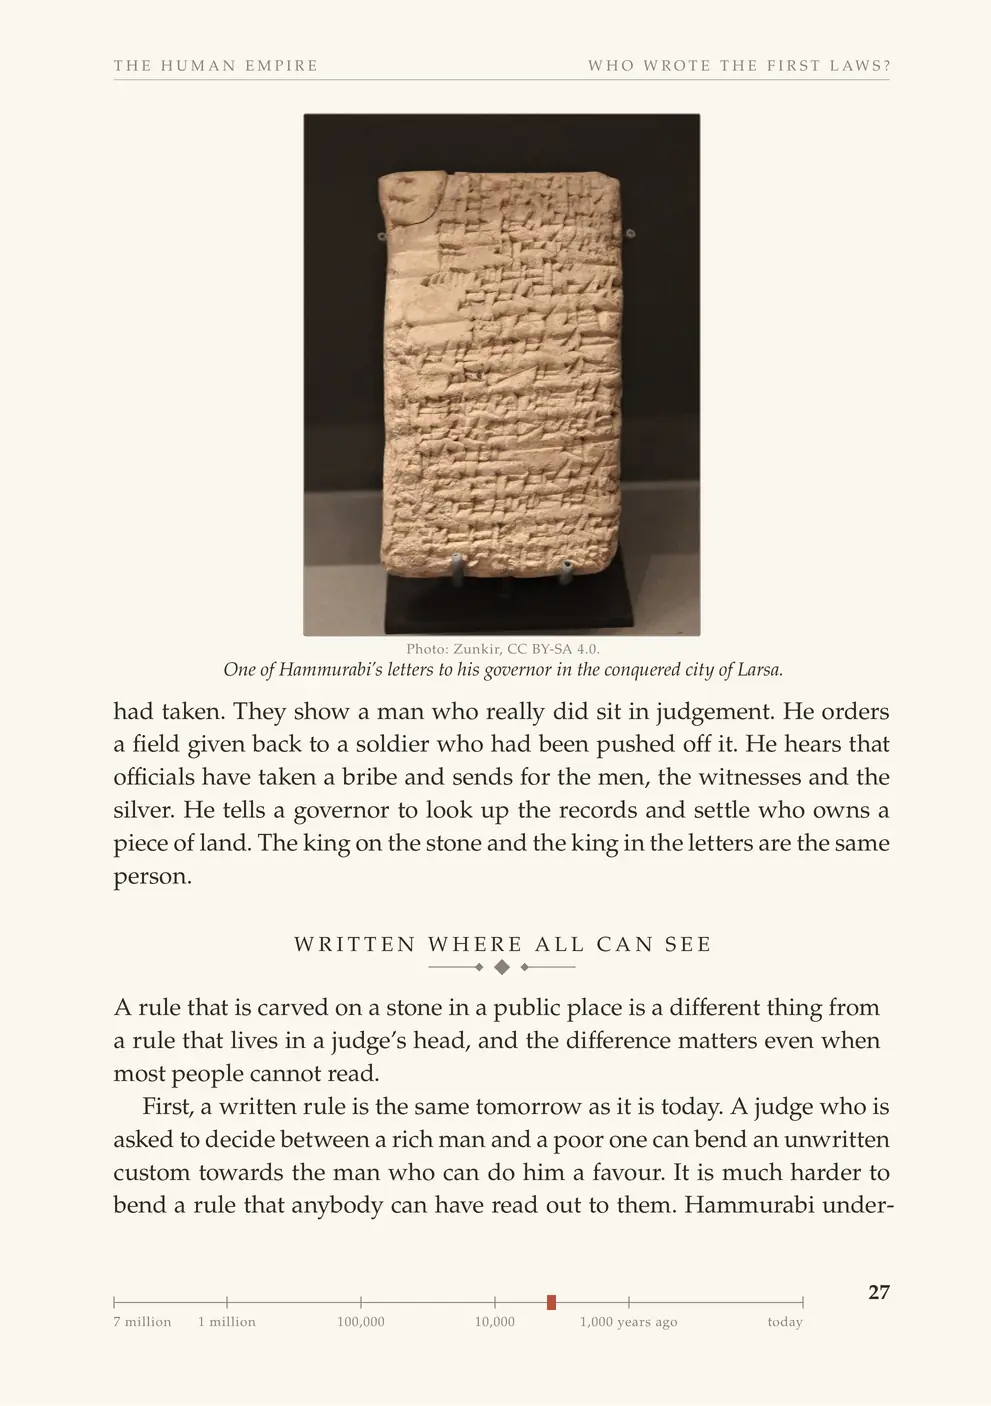 THE HUMAN EMPIRE
WHO WROTE THE FIRST LAWS?
Photo: Zunkir, CC BY-SA 4.0.
One of Hammurabi’s letters to his governor in the conquered city of Larsa.
had taken. They show a man who really did sit in judgement. He orders
a field given back to a soldier who had been pushed off it. He hears that
officials have taken a bribe and sends for the men, the witnesses and the
silver. He tells a governor to look up the records and settle who owns a
piece of land. The king on the stone and the king in the letters are the same
person.
WRITTEN WHERE ALL CAN SEE
A rule that is carved on a stone in a public place is a different thing from
a rule that lives in a judge’s head, and the difference matters even when
most people cannot read.
First, a written rule is the same tomorrow as it is today. A judge who is
asked to decide between a rich man and a poor one can bend an unwritten
custom towards the man who can do him a favour. It is much harder to
bend a rule that anybody can have read out to them. Hammurabi under-
27
7 million 1 million 100,000 10,000 1,000 years ago today